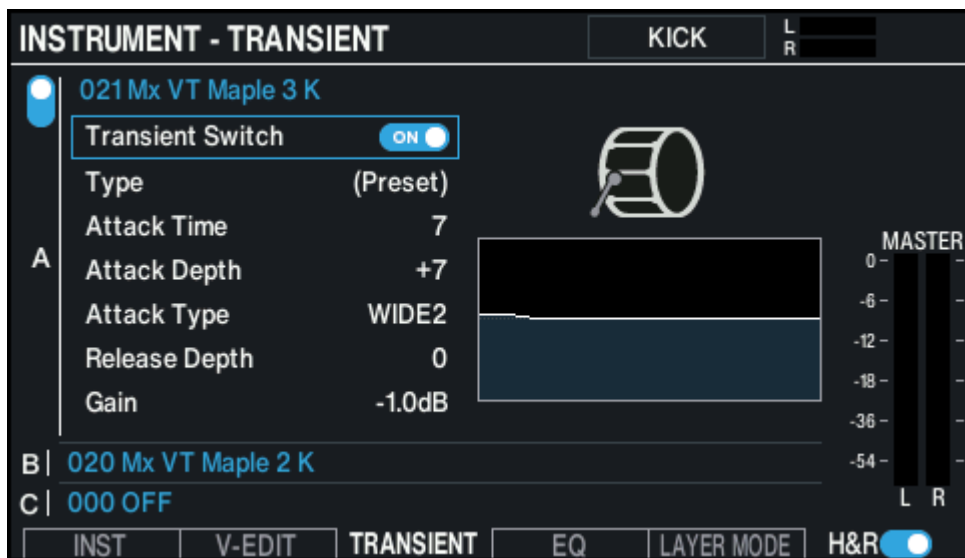 INSTRUMENT - TRANSIENT KICK L R
021 Mx VT Maple 3 K
Transient Switch ON
Type (Preset)
Attack Time 7
A Attack Depth +7
Attack Type WIDE2
Release Depth 0
Gain -1.0dB
MASTER
0
-6
-12
-18
-36
-54
L R
B 020 Mx VT Maple 2 K
C 000 OFF
INST V-EDIT TRANSIENT EQ LAYER MODE H&R